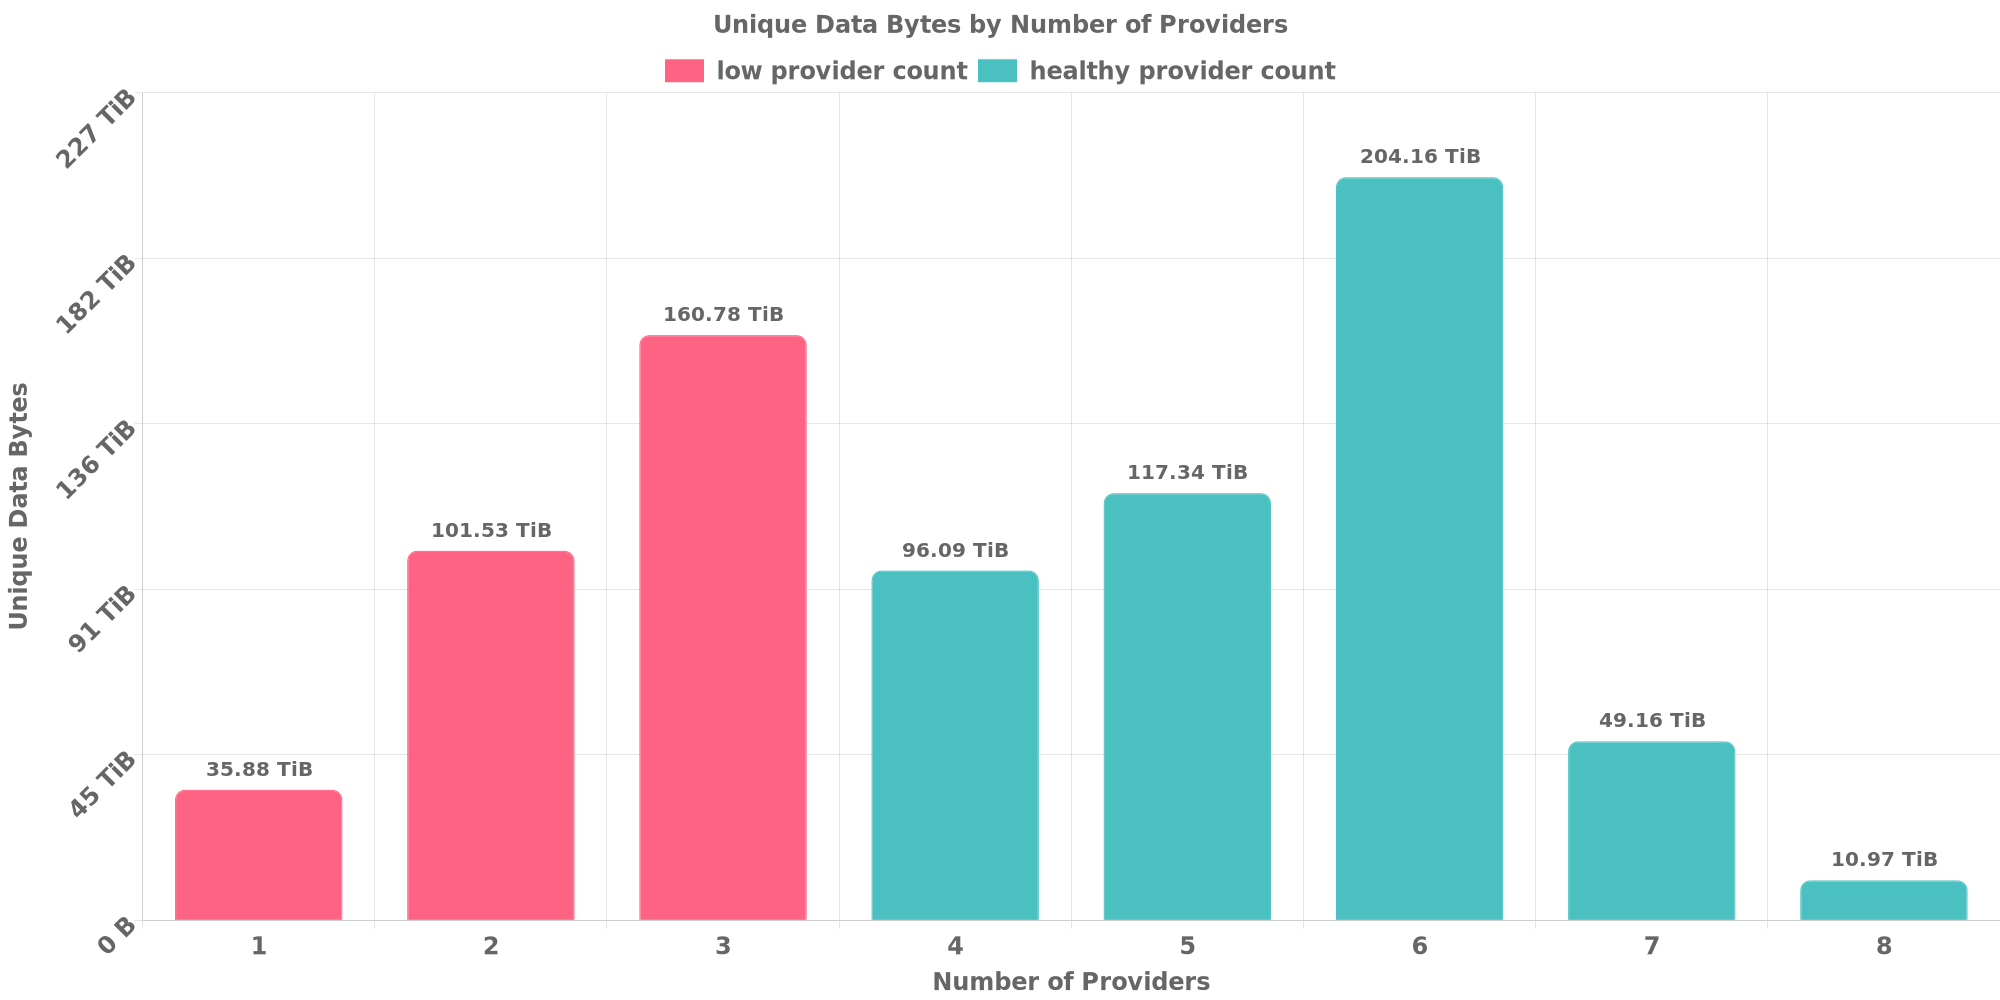 Unique Data Bytes by Number of Providers
low provider count healthy provider count
227 TiB
182 TiB
136 TiB
91 TiB
45 TiB
0 B
Unique Data Bytes
35.88 TiB
101.53 TiB
160.78 TiB
96.09 TiB
117.34 TiB
204.16 TiB
49.16 TiB
10.97 TiB
1 2 3 4 5 6 7 8
Number of Providers